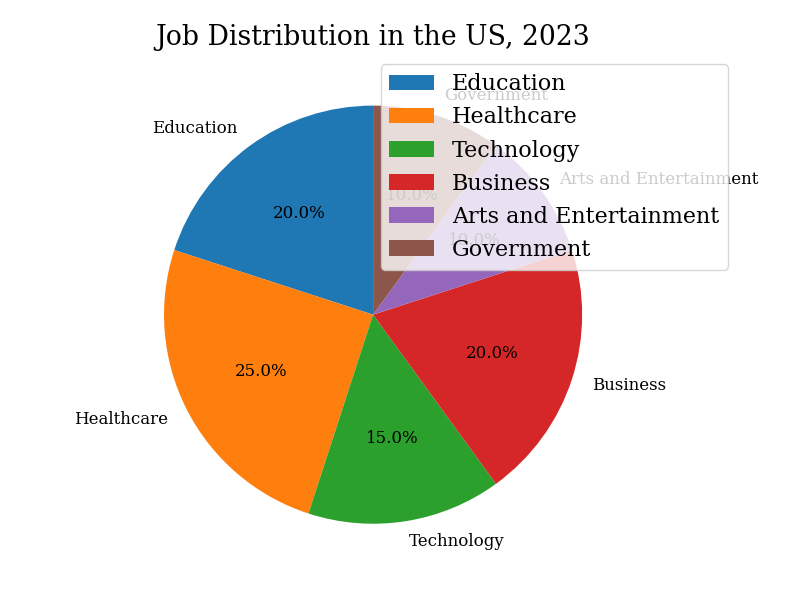 Job Distribution in the US, 2023
Education
Healthcare
Technology
Business
Arts and Entertainment
Government
Government
Education
Arts and Entertainment
20.0%
10.0%
10.0%
25.0%
20.0%
Business
Healthcare
15.0%
Technology